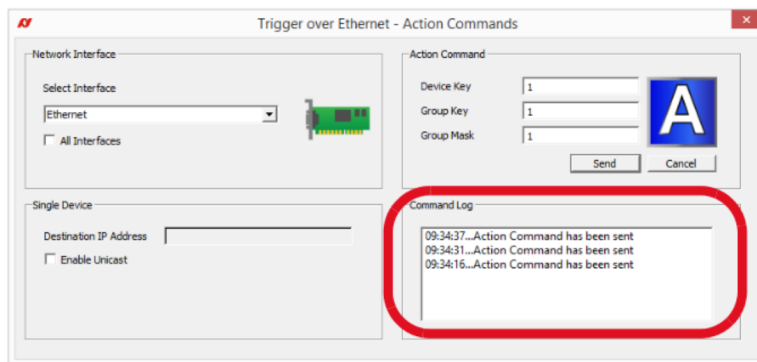 Trigger over Ethernet - Action Commands
Network Interface
Select Interface
Ethernet
All Interfaces
Action Command
Device Key 1
Group Key 1
Group Mask 1
A
Send Cancel
Single Device
Destination IP Address
Enable Unicast
Command Log
09:34:37...Action Command has been sent
09:34:31...Action Command has been sent
09:34:16...Action Command has been sent